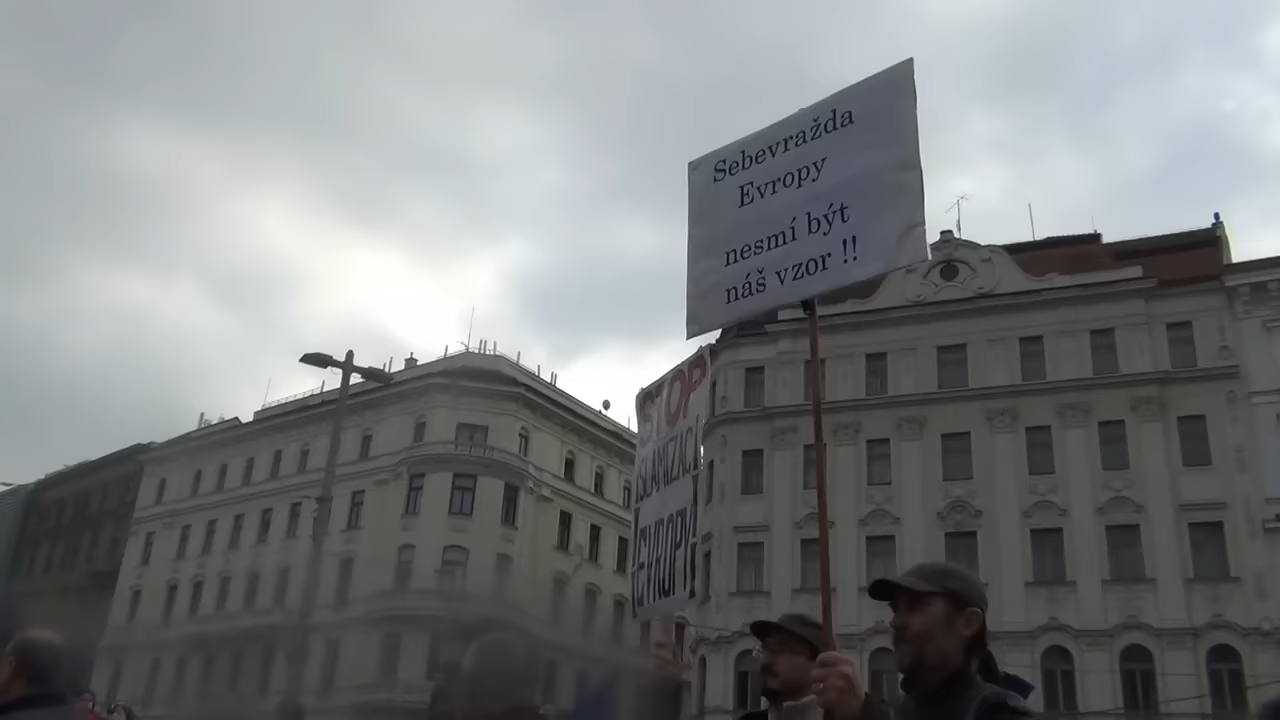 Sebevražda
Evropy
nesmí být
náš vzor !!
STOP
ISLAMIZACI
EVROPY!